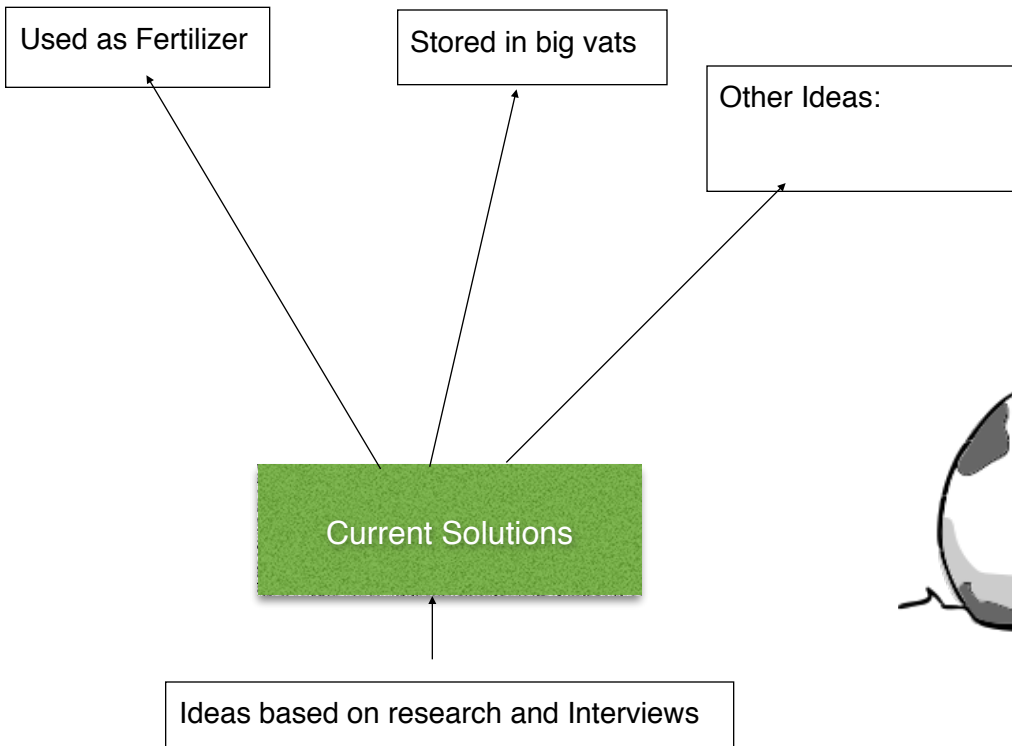 Used as Fertilizer
Stored in big vats
Other Ideas:
Current Solutions
Ideas based on research and Interviews